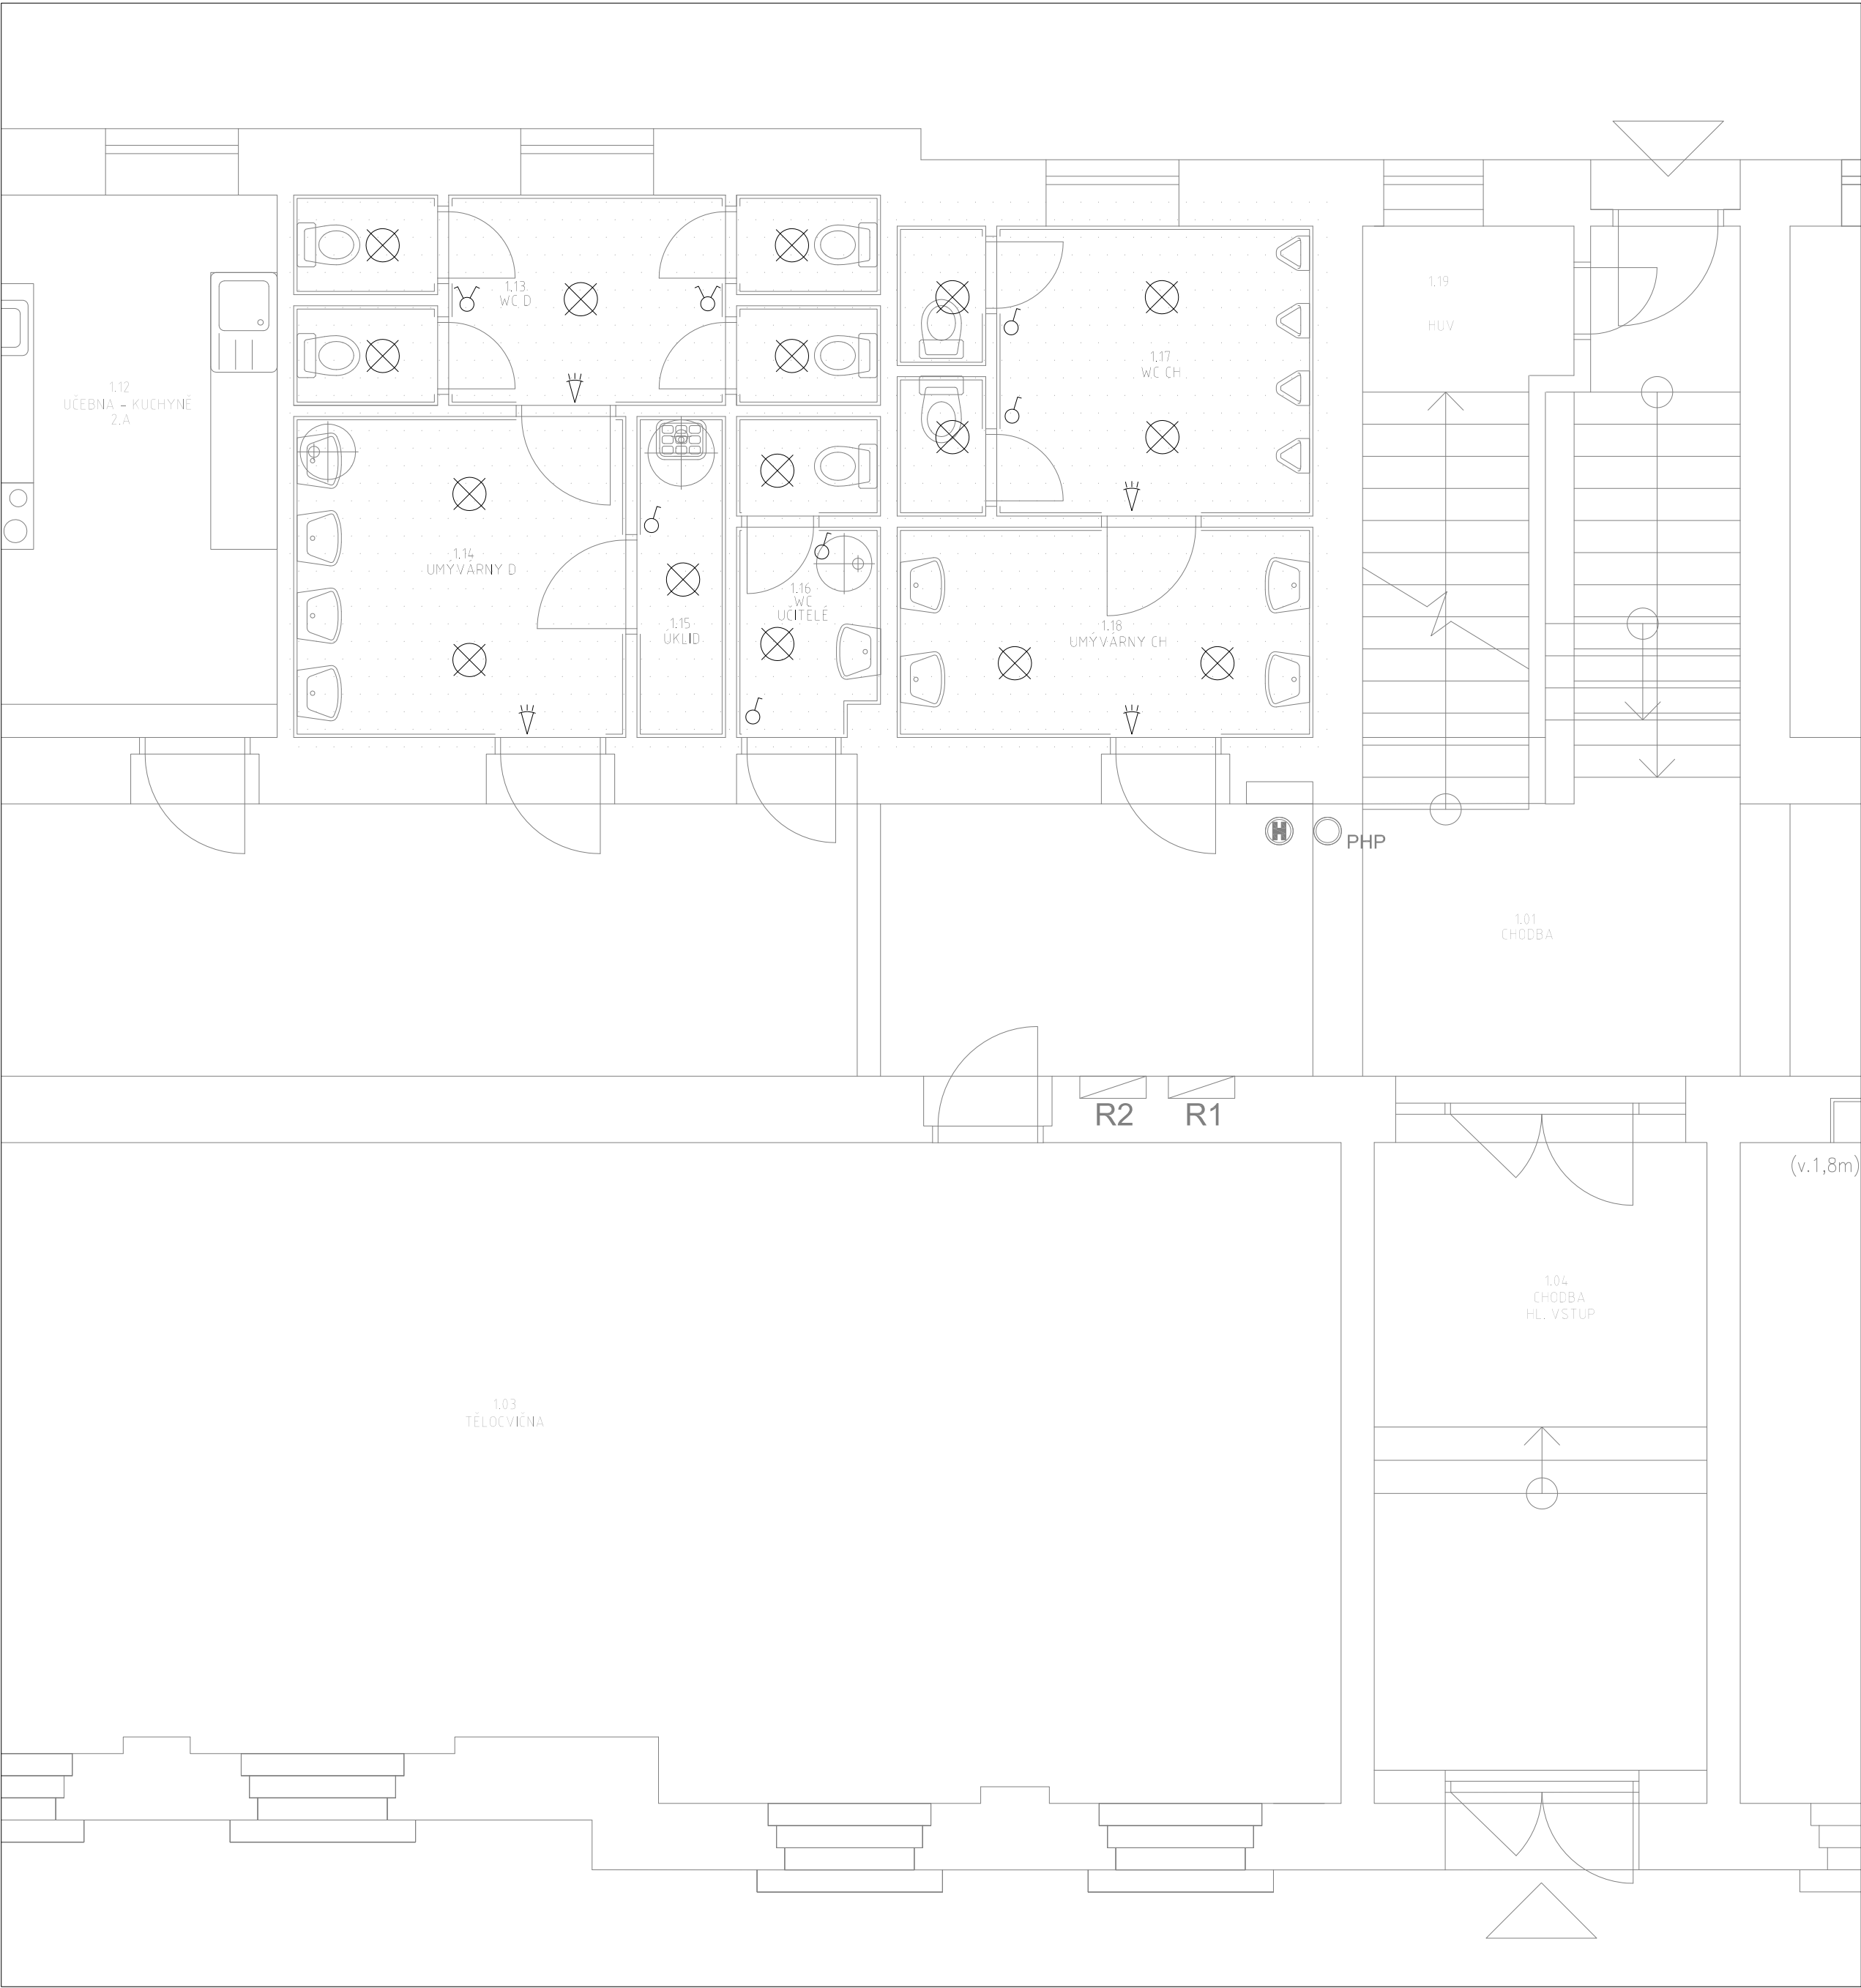 1.13
WC D
1.19
HUV
1.17
WC CH
1.12
UČEBNA - KUCHYNĚ
2.A
1.14
UMÝVÁRNY D
1.16
WC
UČITELÉ
1.15
ÚKLID
1.18
UMÝVÁRNY CH
H
PHP
1.01
CHODBA
R2
R1
(v.1,8m)
1.04
CHODBA
HL. VSTUP
1.03
TĚLOCVIČNA